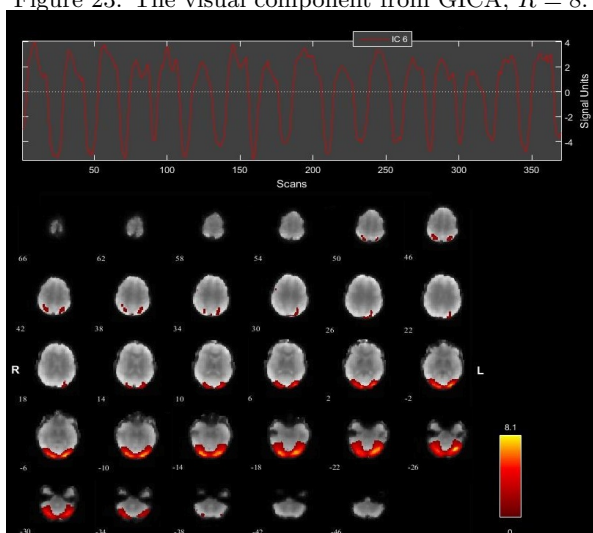 Figure 25: The visual component from GICA, R = 8.
IC 6
4
2
0
-2
-4
Signal Units
50 100 150 200 250 300 350
Scans
66 62 58 54 50 46
42 38 34 30 26 22
R L
18 14 10 6 2 -2
-6 -10 -14 -18 -22 -26
8.1
-30 -34 -38 -42 -46
0